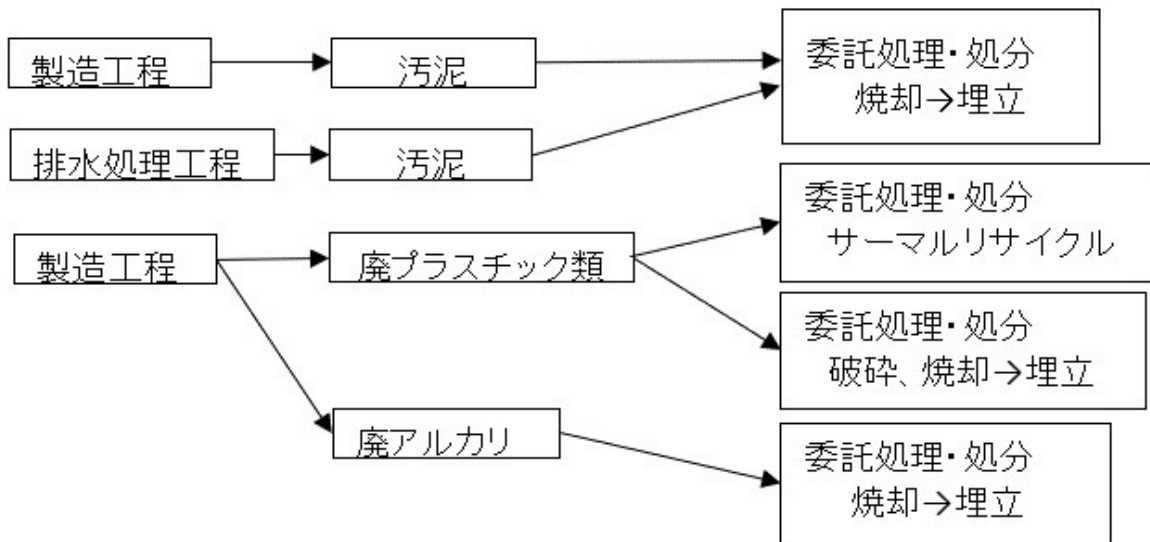 製造工程
汚泥
委託処理・処分
焼却→埋立
排水処理工程
汚泥
製造工程
廃プラスチック類
委託処理・処分
サーマルリサイクル
委託処理・処分
破砕、焼却→埋立
廃アルカリ
委託処理・処分
焼却→埋立